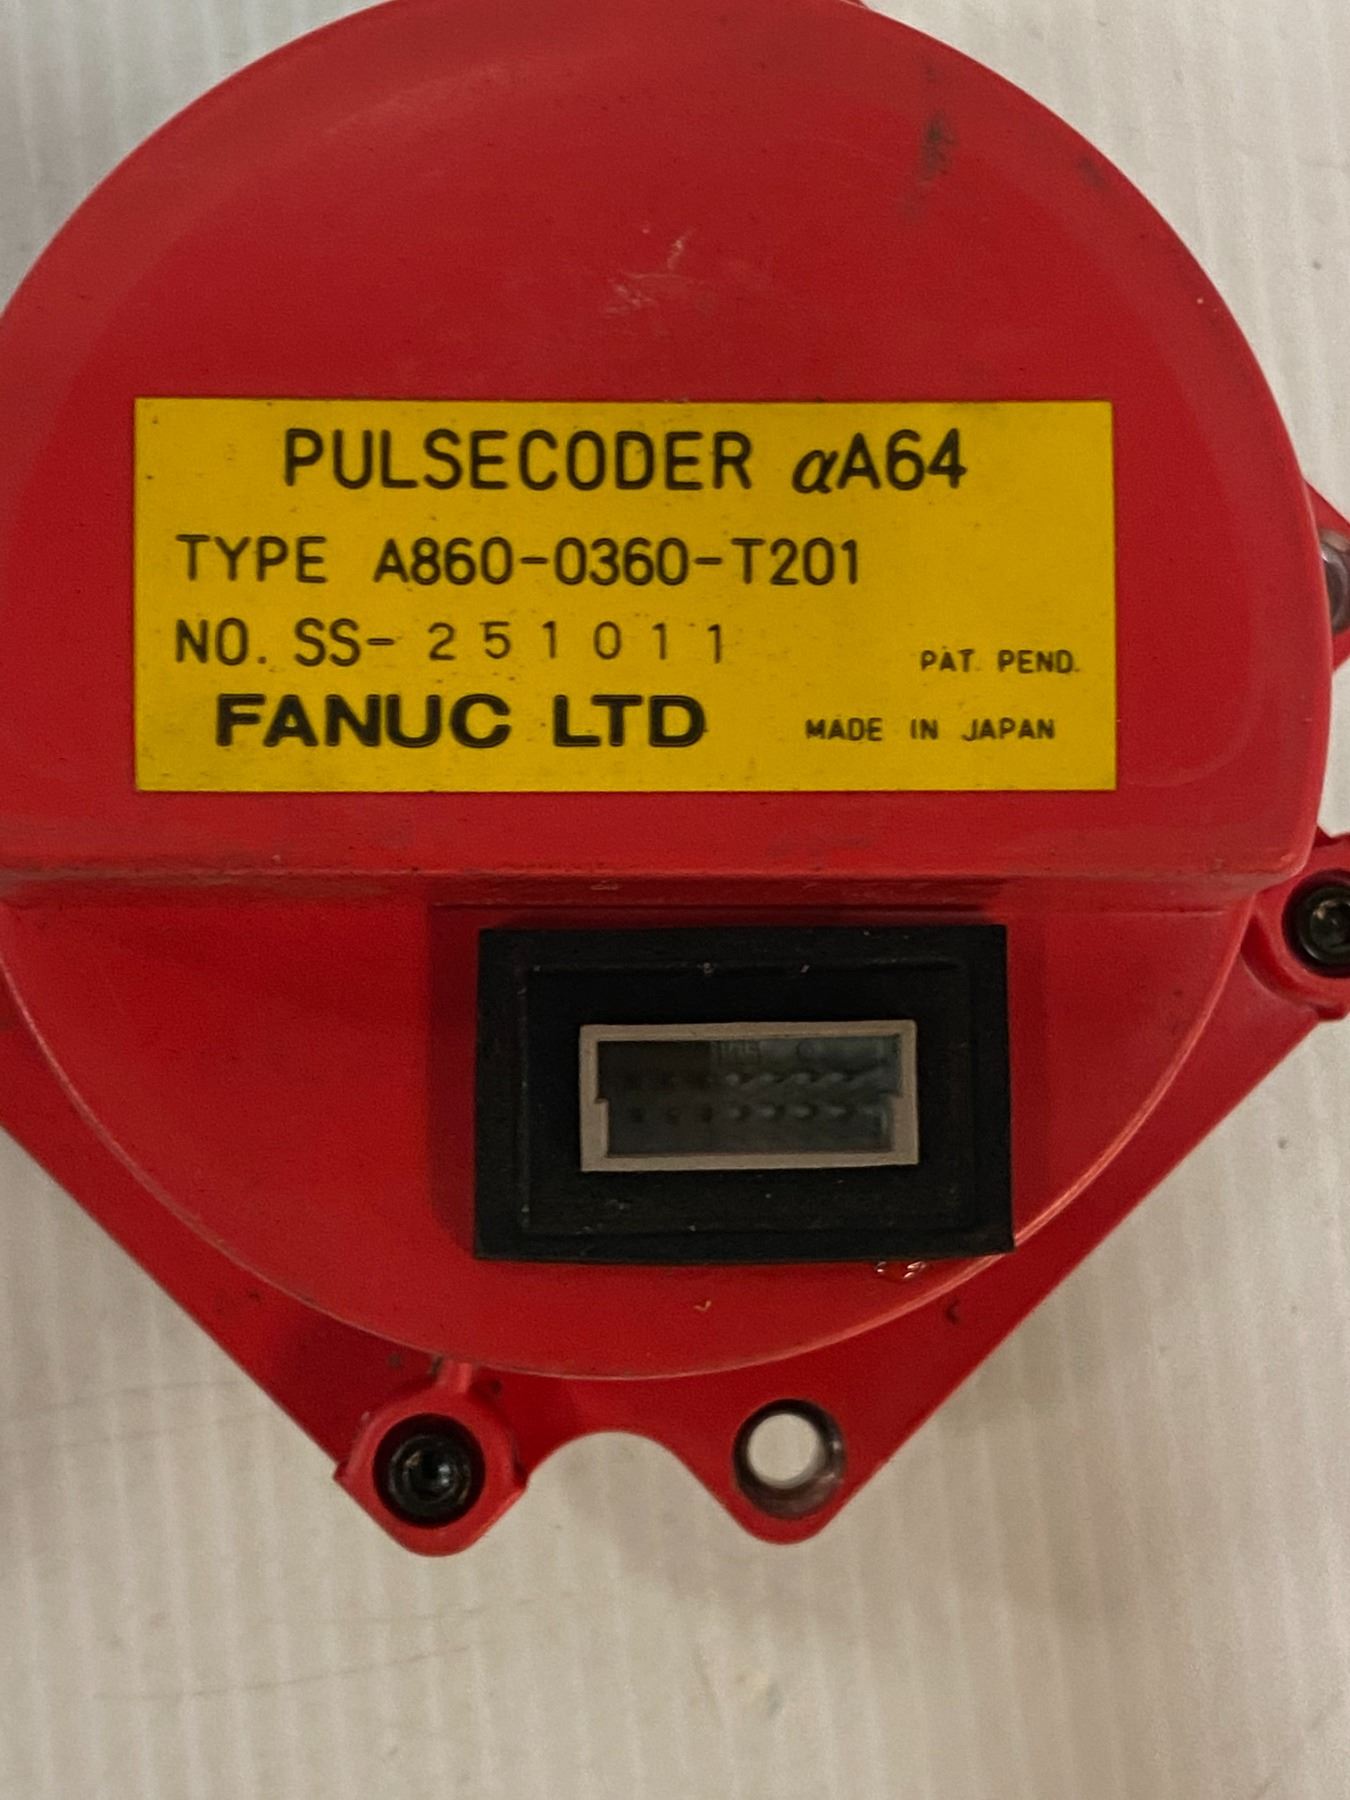 PULSECODER αA64
TYPE A860-0360-T201
NO. SS-251011
PAT. PEND.
FANUC LTD MADE IN JAPAN